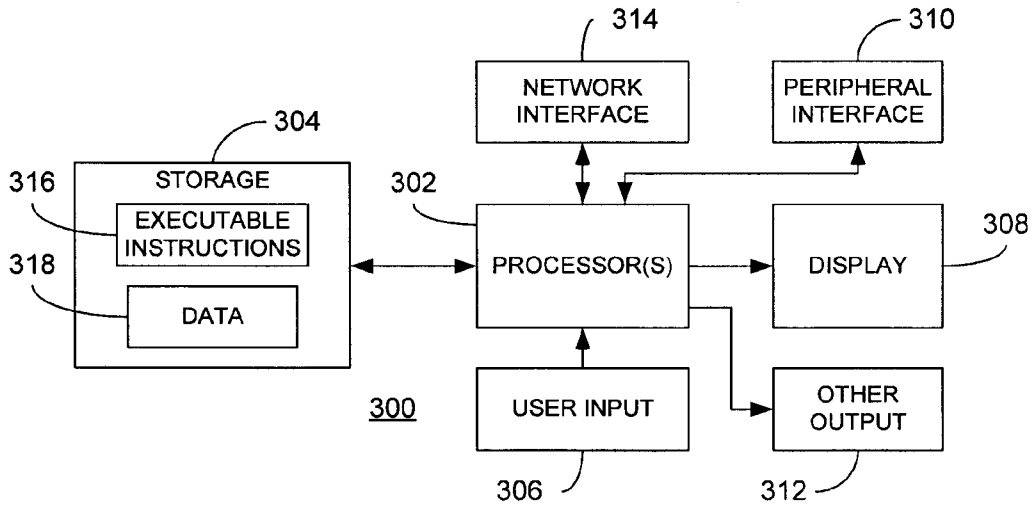 314
310
NETWORK
INTERFACE
PERIPHERAL
INTERFACE
304
STORAGE
316
EXECUTABLE
INSTRUCTIONS
318
DATA
302
PROCESSOR(S)
DISPLAY
308
300
USER INPUT
OTHER
OUTPUT
306
312